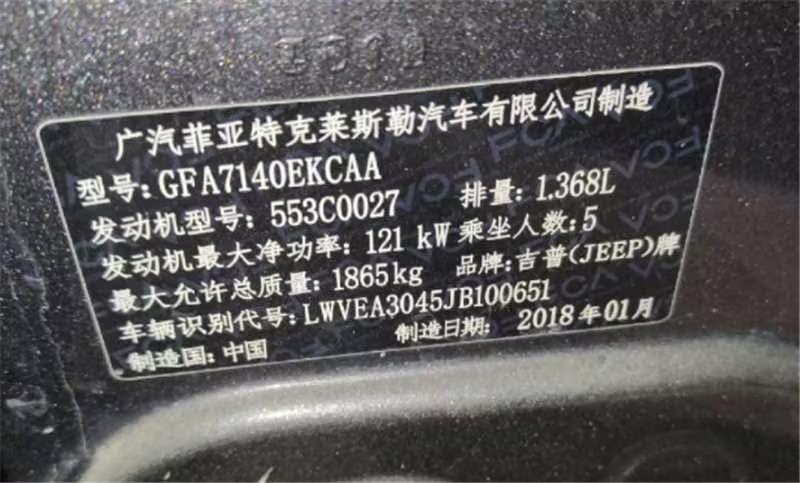 广汽菲亚特克莱斯勒汽车有限公司制造
型号:GFA7140EKCAA
发动机型号: 553C0027 排量: 1.368L
发动机最大净功率: 121 kW 乘坐人数: 5
最大允许总质量: 1865kg 品牌: 吉普(JEEP)牌
车辆识别代号: LWVEA3045JB100651
制造国: 中国 制造日期: 2018年01月